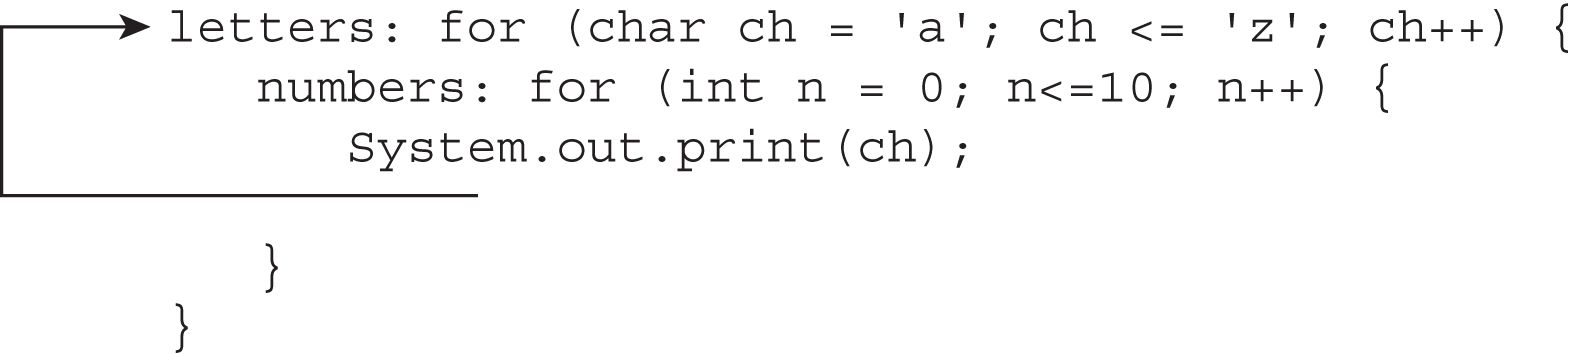 letters: for (char ch = 'a'; ch <= 'z'; ch++) {
numbers: for (int n = 0; n<=10; n++) {
System.out.print(ch);
}
}